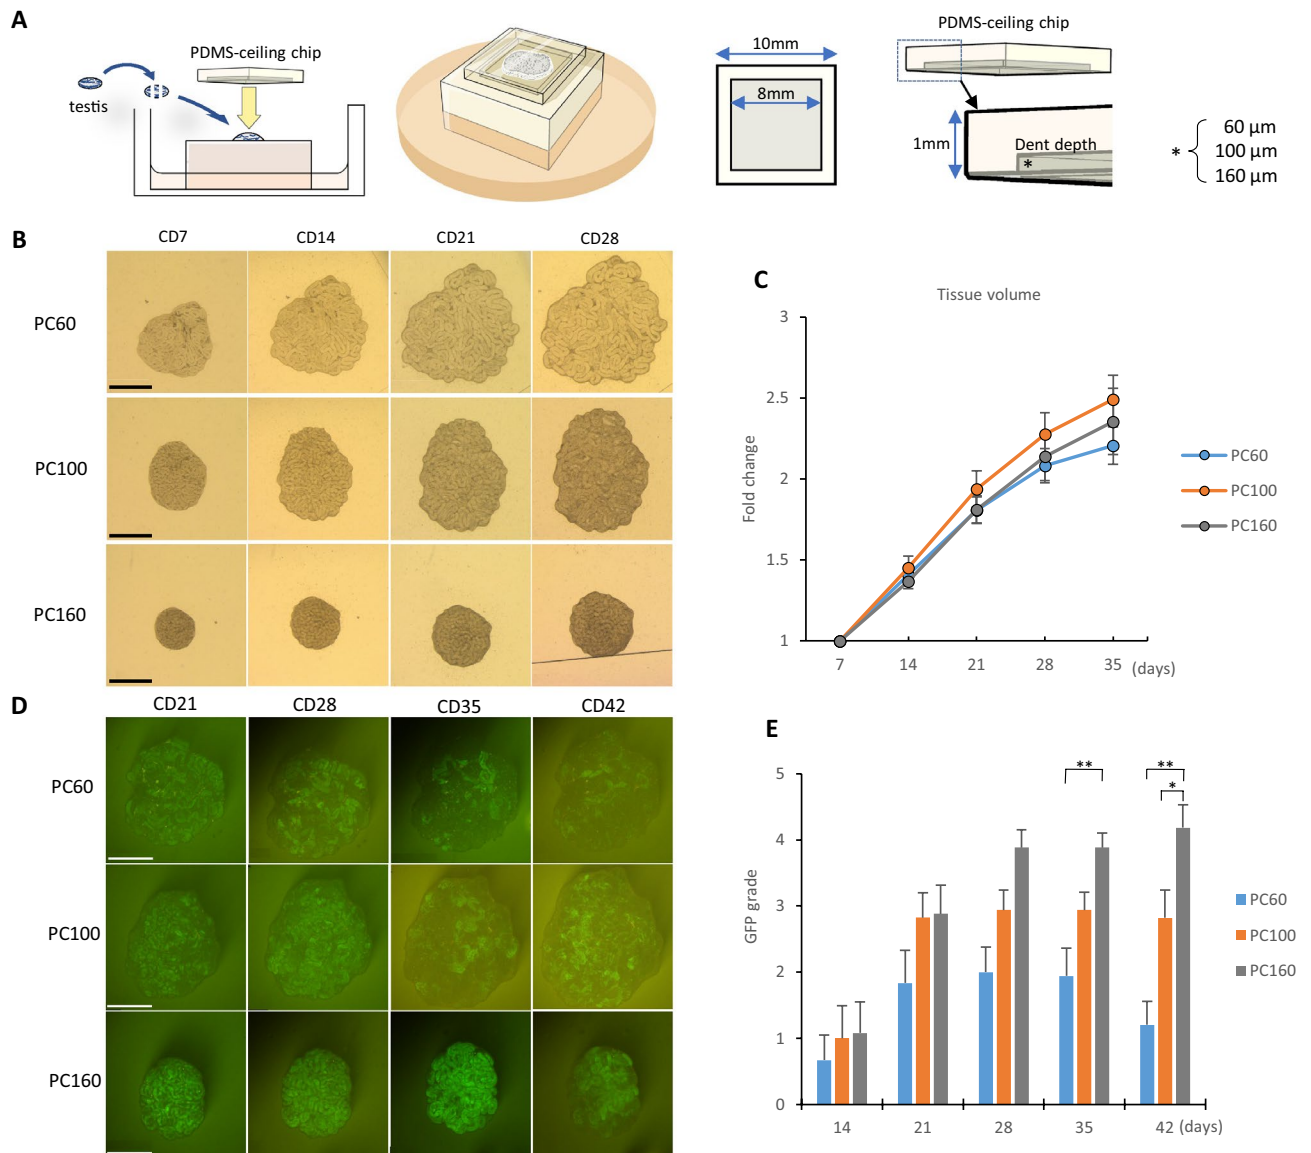 A
PDMS-ceiling chip
testis
10mm
8mm
PDMS-ceiling chip
1mm
Dent depth
*
*
60 µm
100 µm
160 µm
B
CD7 CD14 CD21 CD28
PC60
PC100
PC160
C
Tissue volume
Fold change
3
2.5
2
1.5
1
7 14 21 28 35 (days)
PC60
PC100
PC160
D
CD21 CD28 CD35 CD42
PC60
PC100
PC160
E
GFP grade
5
4
3
2
1
0
** **
*
14 21 28 35 42 (days)
PC60
PC100
PC160